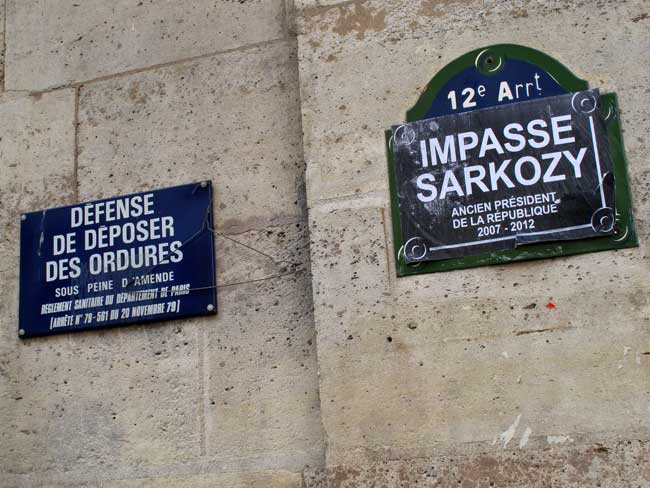 DÉFENSE
DE DÉPOSER
DES ORDURES
SOUS PEINE D'AMENDE
RÈGLEMENT SANITAIRE DU DÉPARTEMENT DE PARIS
(ARRÊTÉ N° 79-561 DU 20 NOVEMBRE 79)
12e Arrt
IMPASSE
SARKOZY
ANCIEN PRÉSIDENT
DE LA RÉPUBLIQUE
2007 - 2012